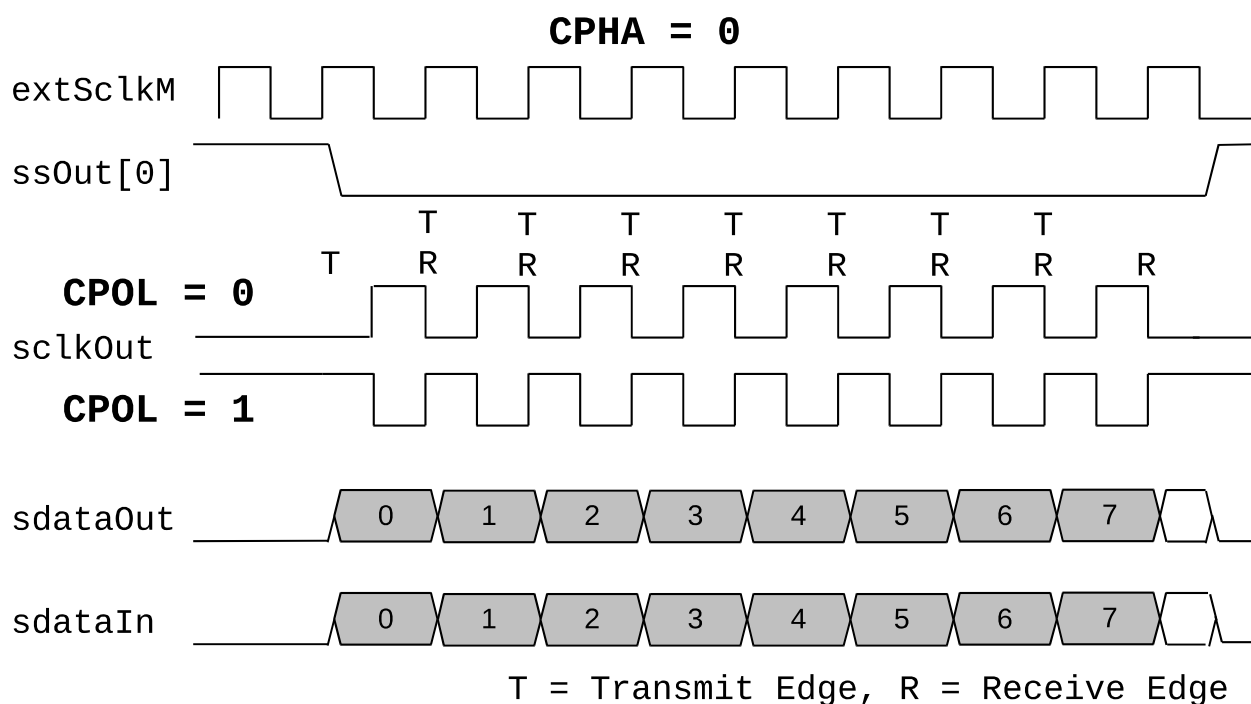 CPHA = 0
extSclkM
ssOut[0]
T T T T T T T
T R R R R R R R R
CPOL = 0
sclkOut
CPOL = 1
sdataOut 0 1 2 3 4 5 6 7
sdataIn 0 1 2 3 4 5 6 7
T = Transmit Edge, R = Receive Edge